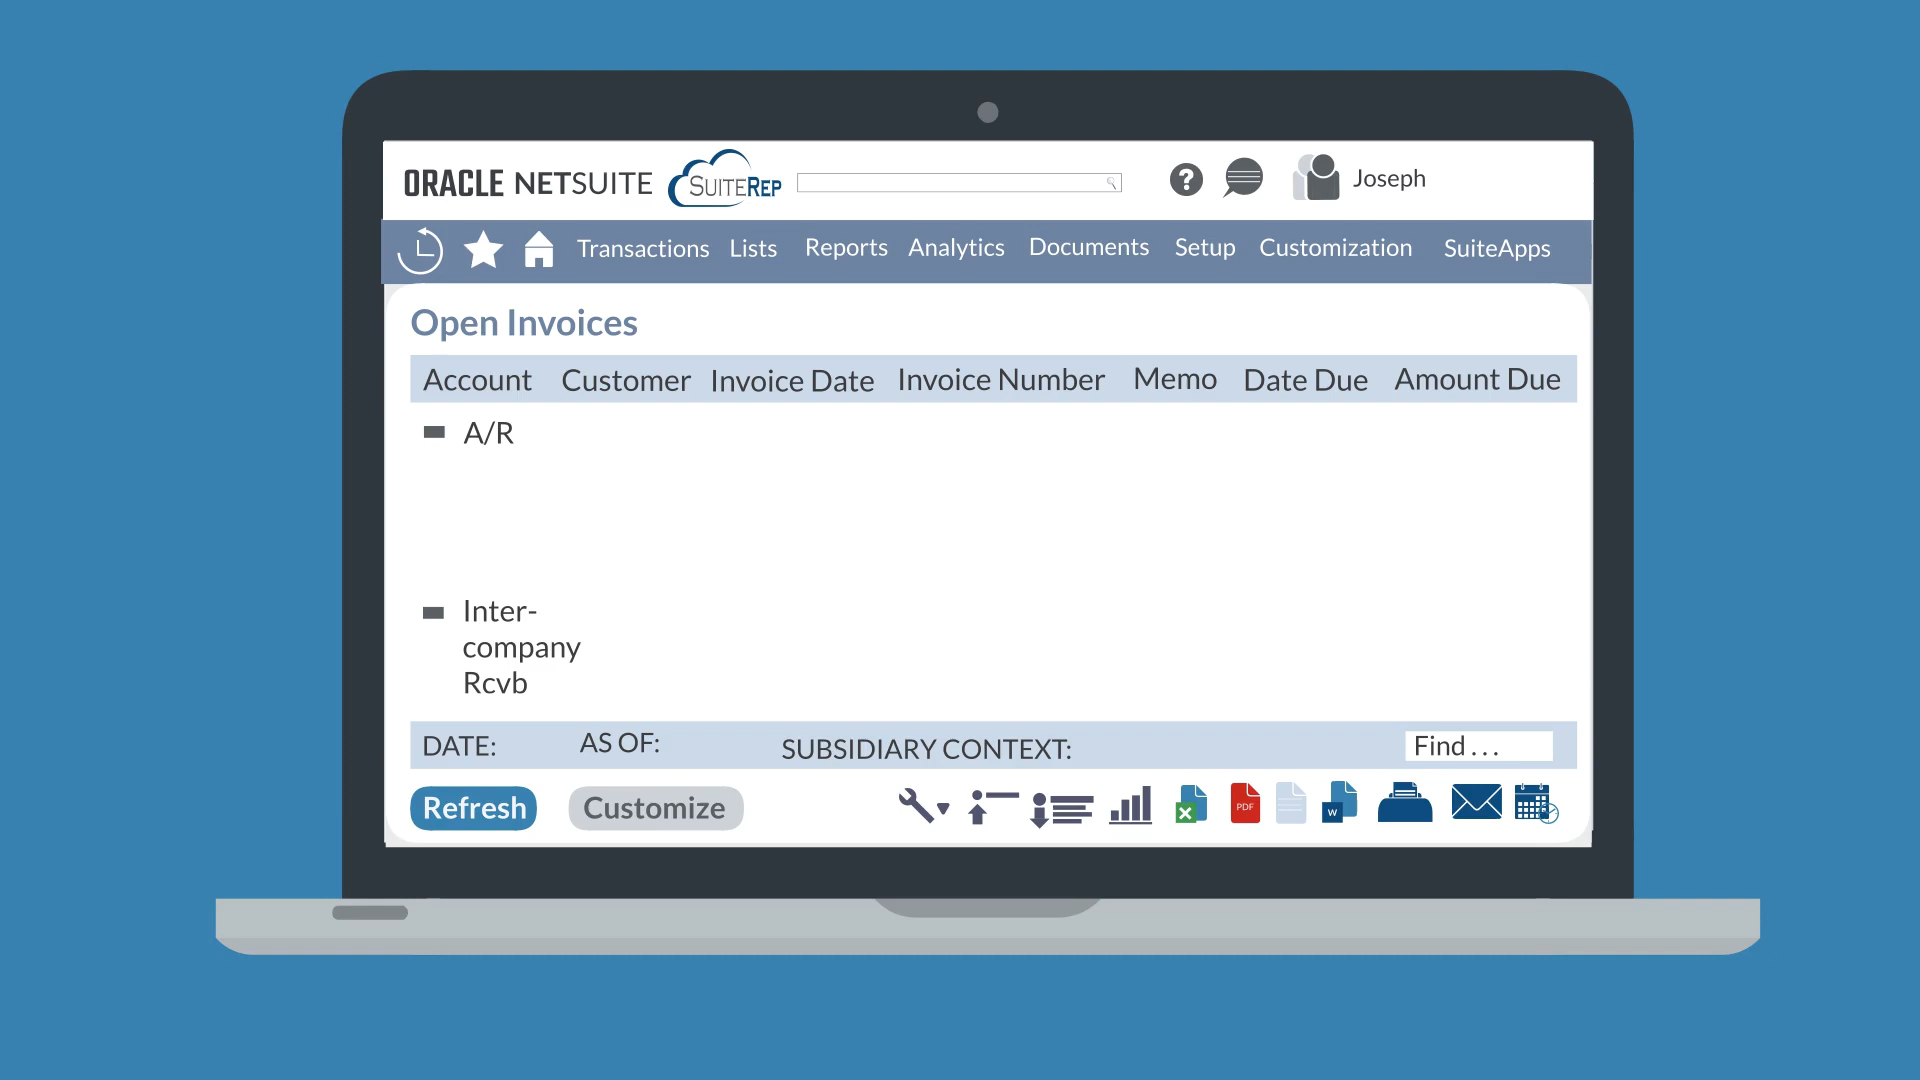 ORACLE NETSUITE SUITEREP Joseph
Transactions Lists Reports Analytics Documents Setup Customization SuiteApps
Open Invoices
Account Customer Invoice Date Invoice Number Memo Date Due Amount Due
A/R
Inter-
company
Rcvb
DATE: AS OF: SUBSIDIARY CONTEXT: Find . . .
Refresh Customize PDF W